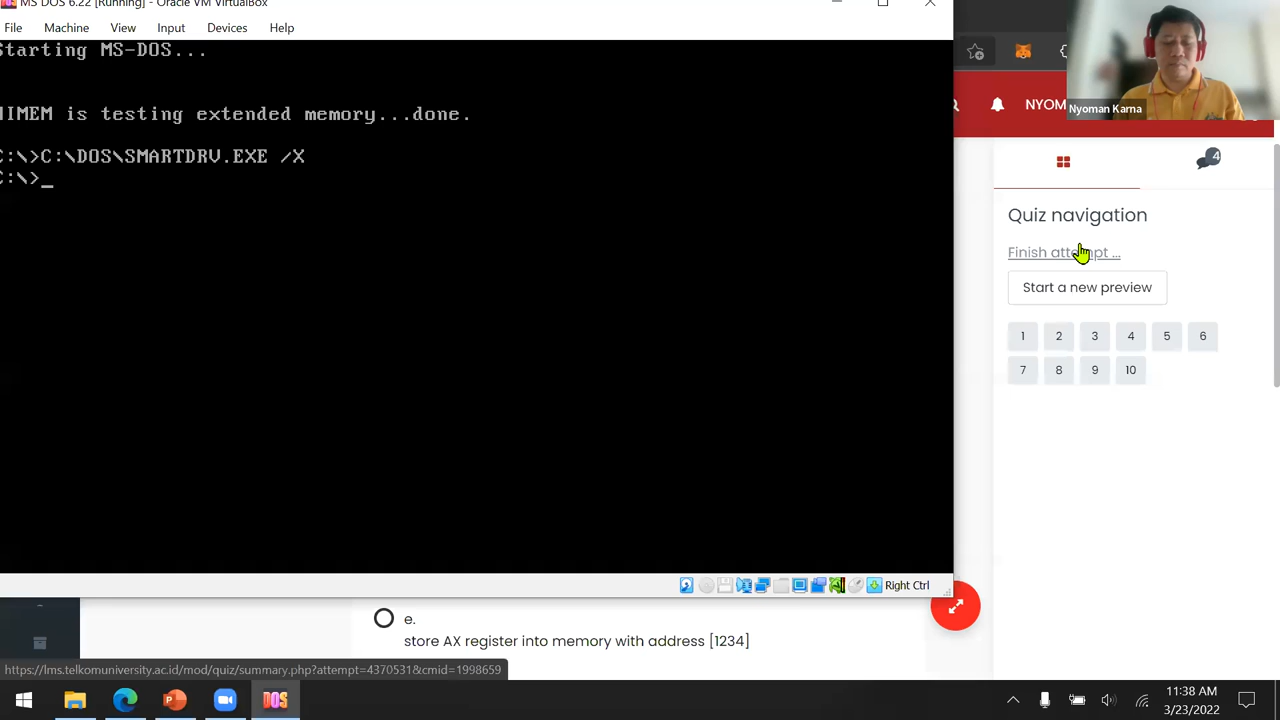 MS DOS 6.22 [Running] - Oracle VM VirtualBox
File Machine View Input Devices Help
Starting MS-DOS...
HIMEM is testing extended memory...done.
C:\>C:\DOS\SMARTDRV.EXE /X
C:\>_
Right Ctrl
Nyoman Karna
NYOM
4
Quiz navigation
Finish attempt ...
Start a new preview
1 2 3 4 5 6
7 8 9 10
e.
store AX register into memory with address [1234]
https://lms.telkomuniversity.ac.id/mod/quiz/summary.php?attempt=4370531&cmid=1998659
DOS
11:38 AM
3/23/2022